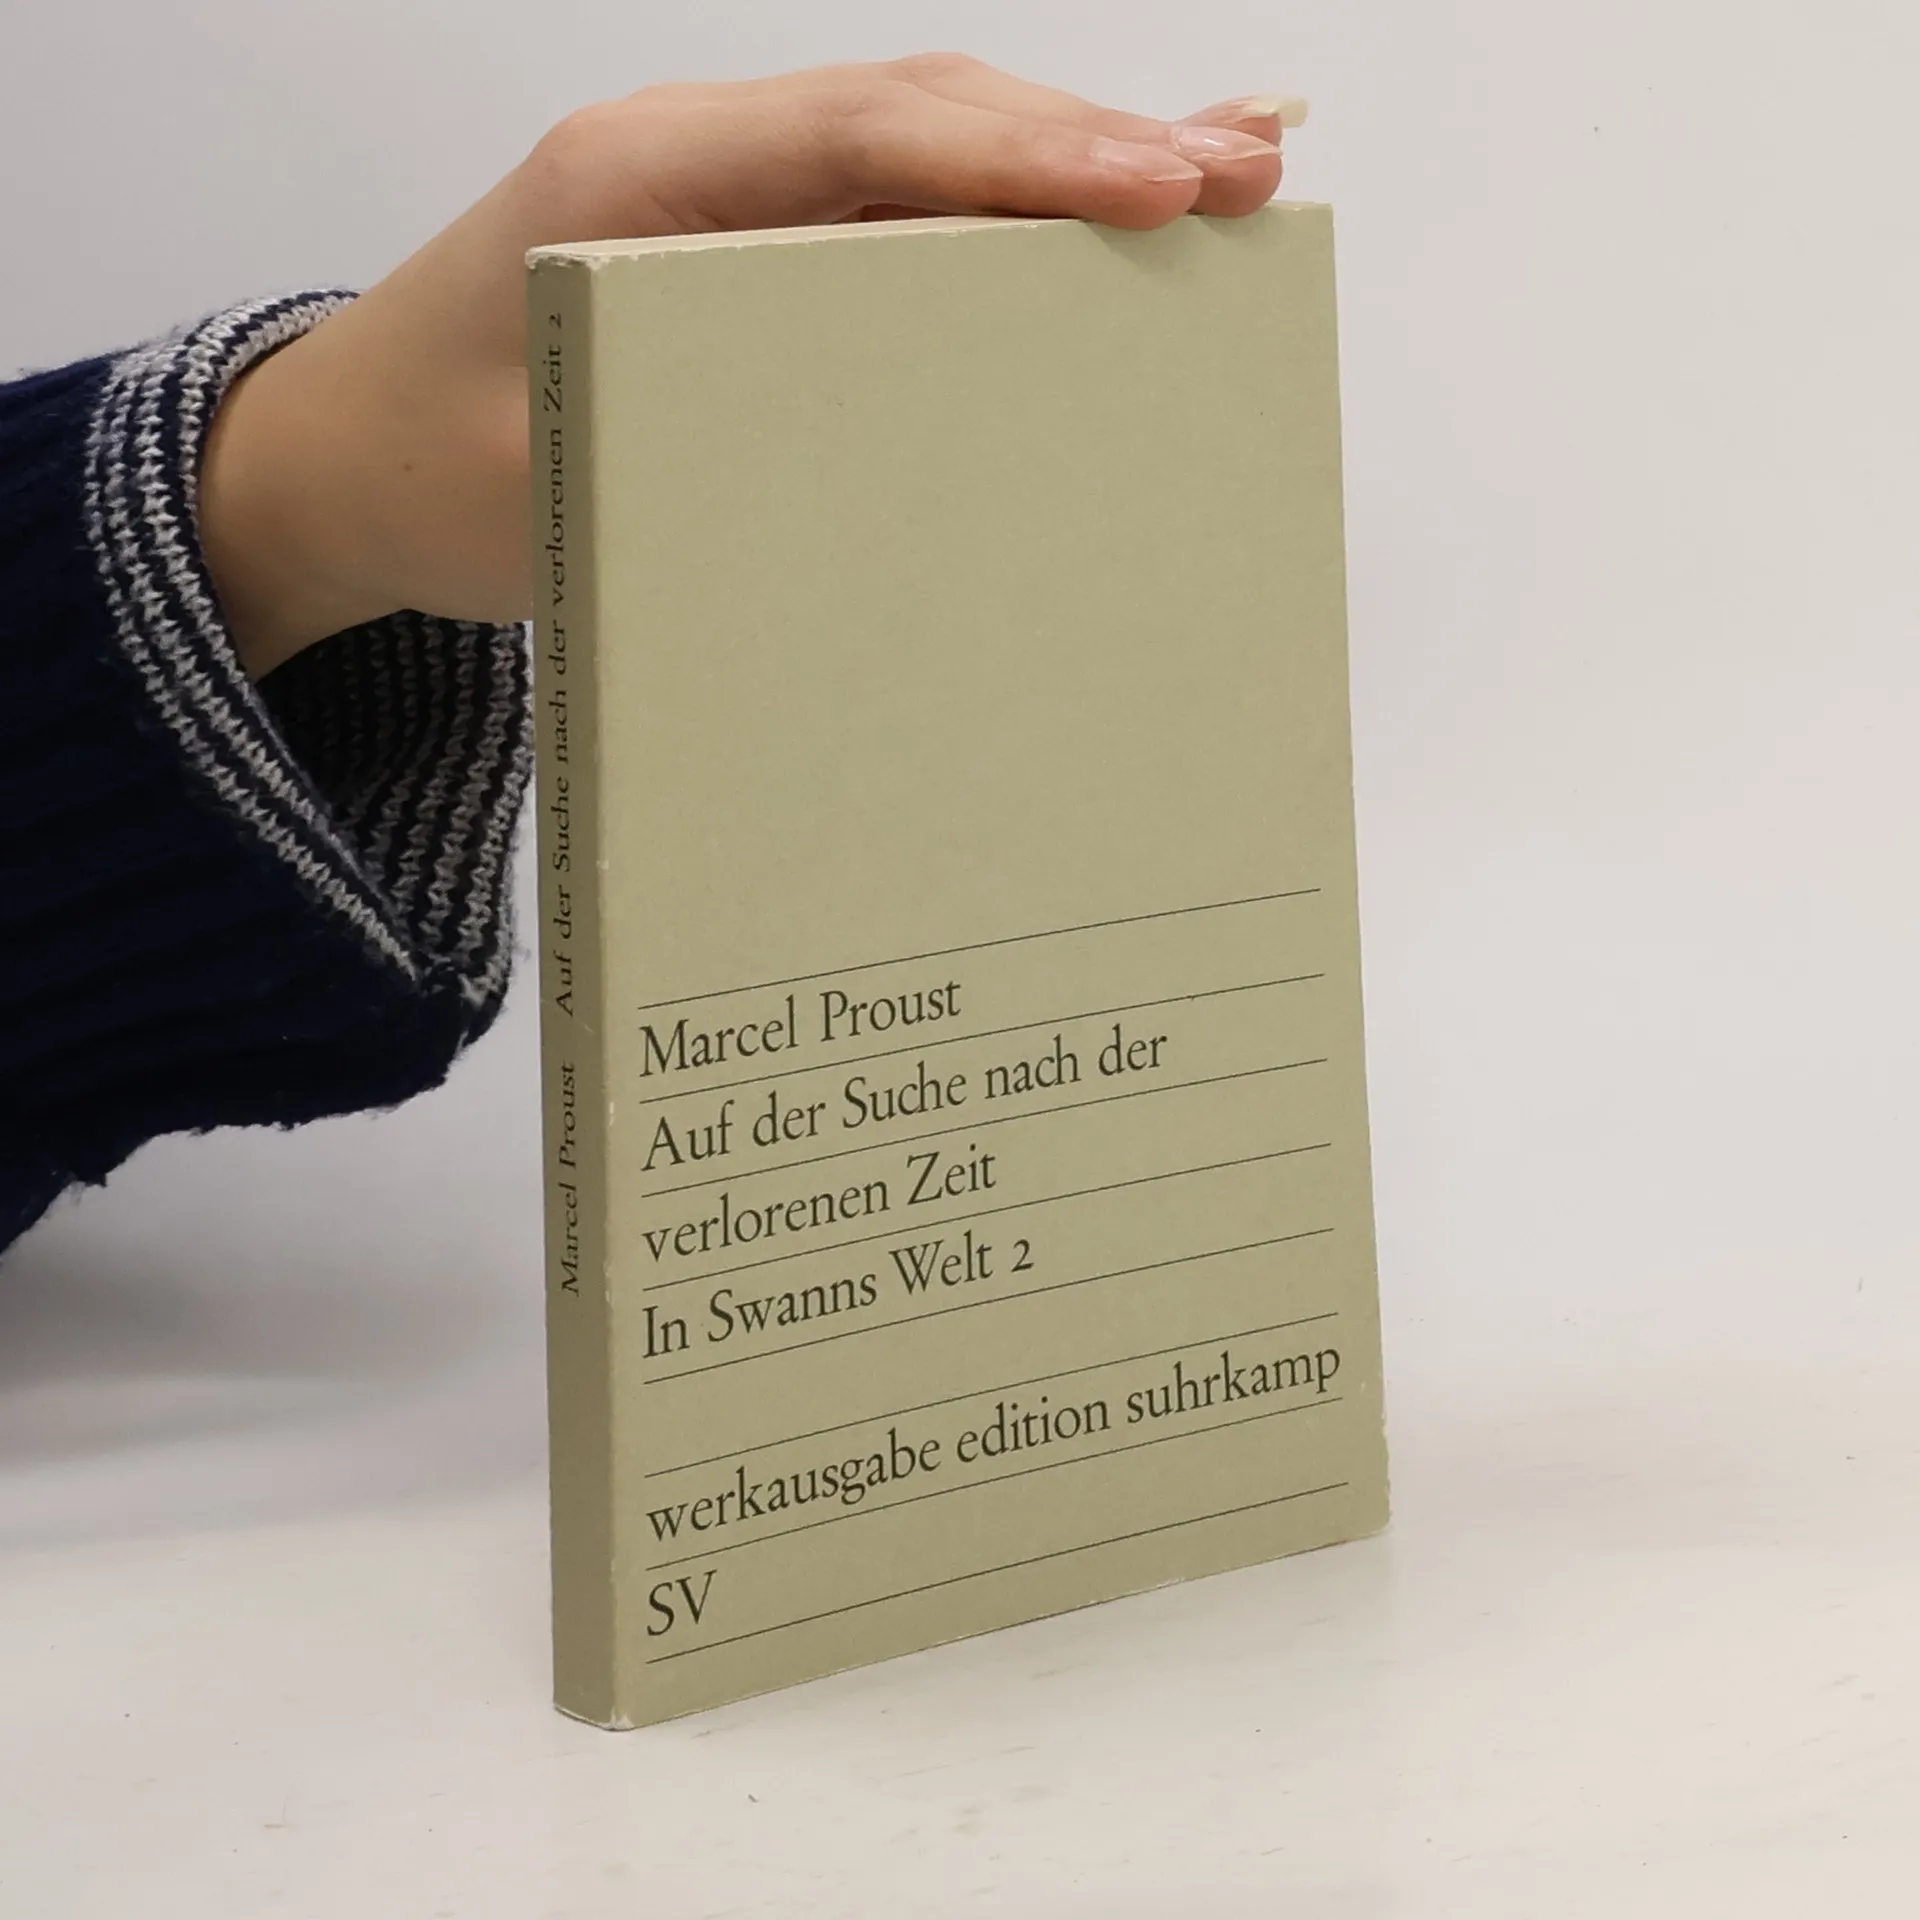 Marcel Proust Auf der Suche nach der verlorenen Zeit 2
Marcel Proust
Auf der Suche nach der
verlorenen Zeit
In Swanns Welt 2
werkausgabe edition suhrkamp
SV